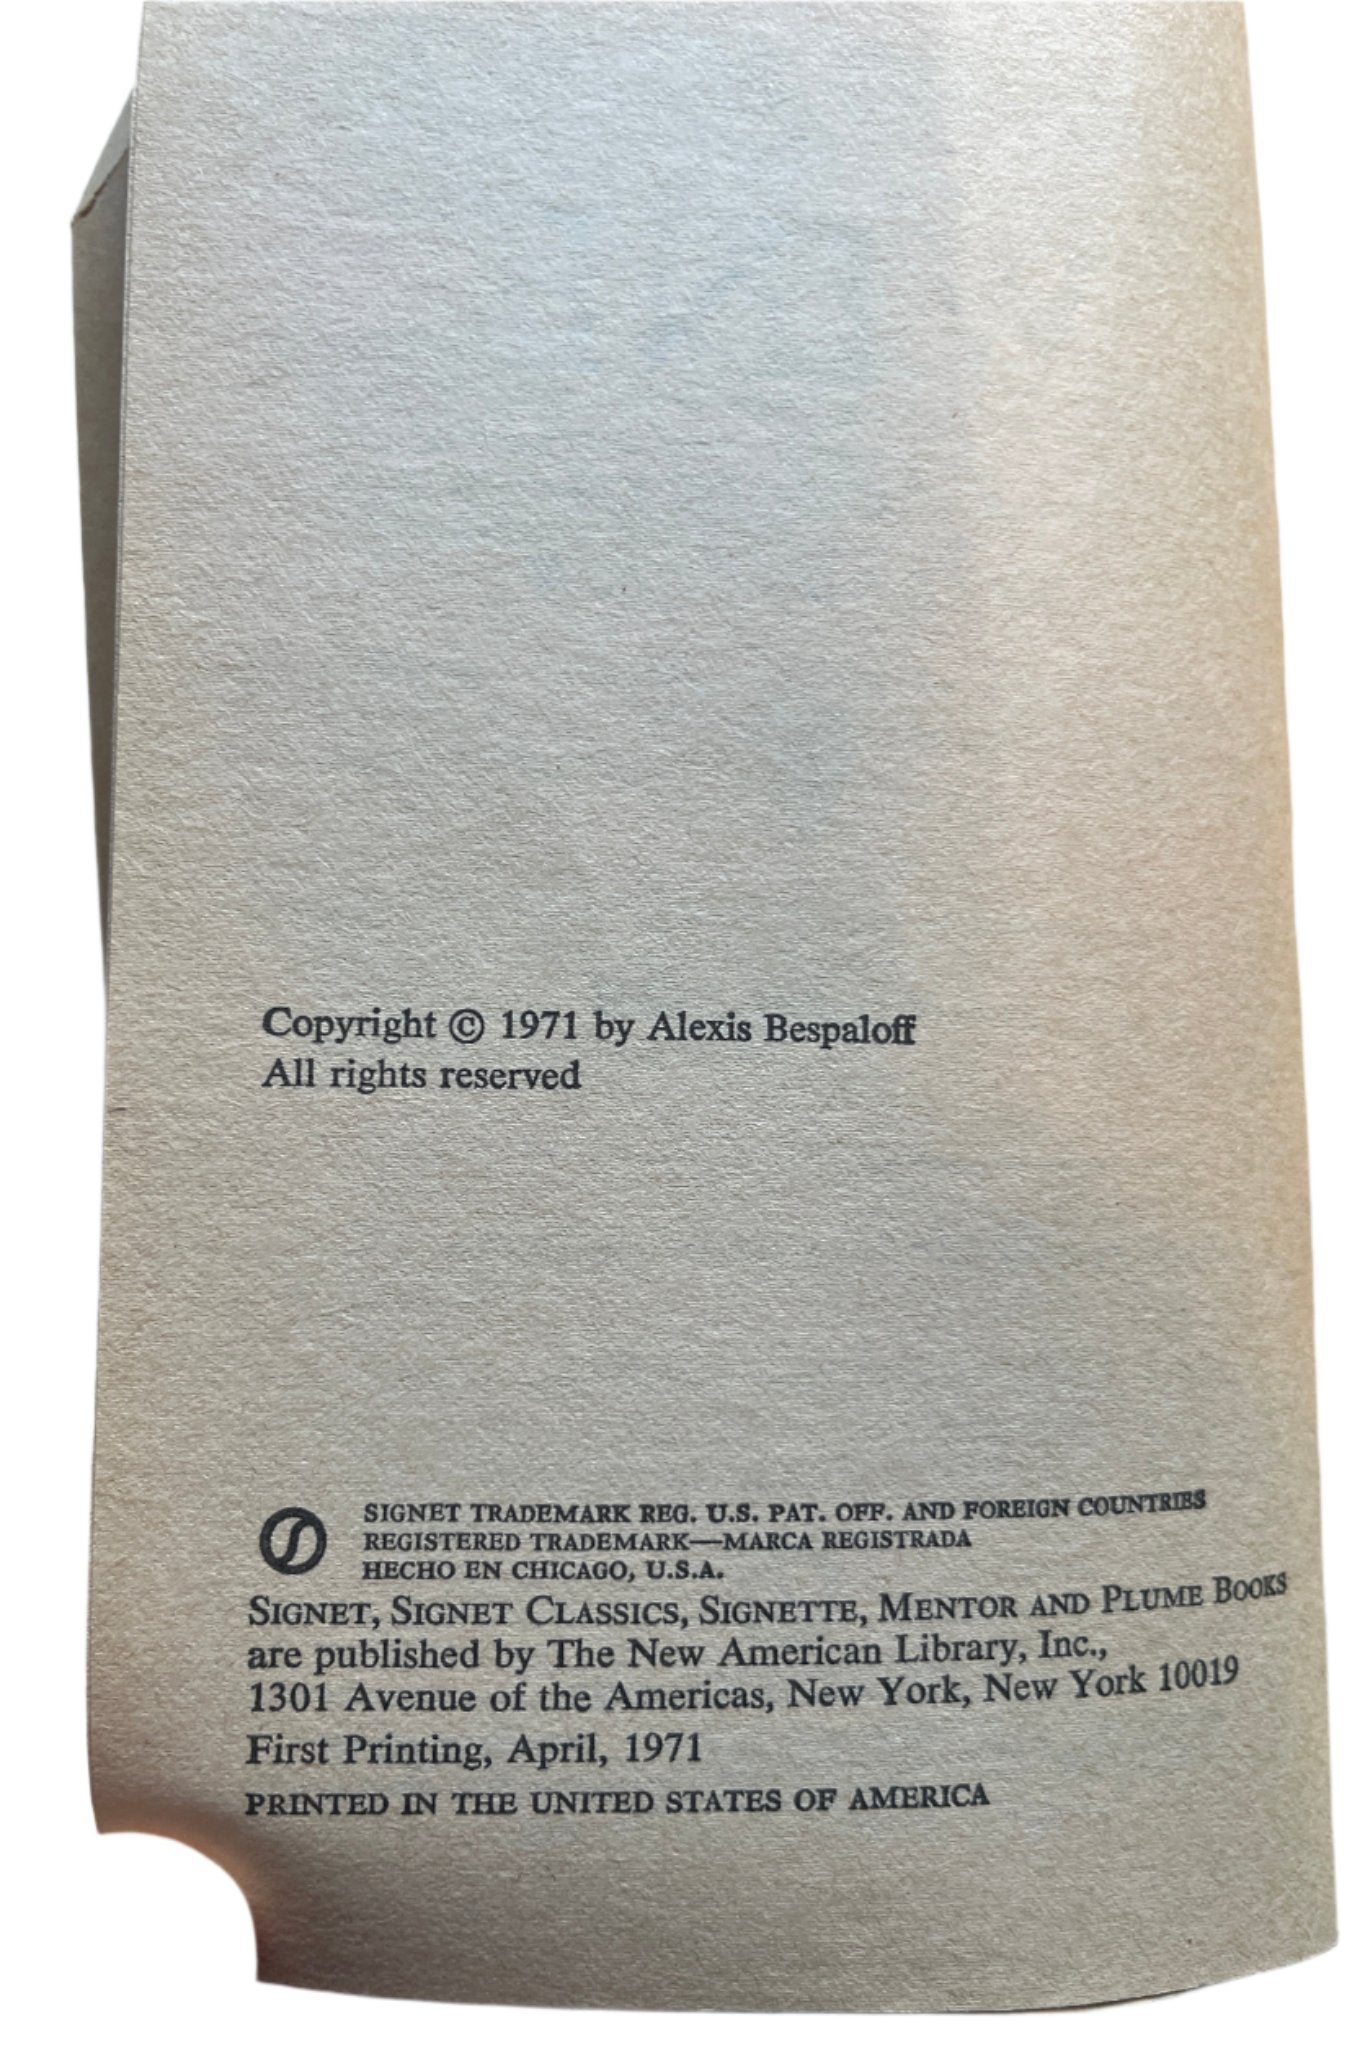 Copyright © 1971 by Alexis Bespaloff
All rights reserved
SIGNET TRADEMARK REG. U.S. PAT. OFF. AND FOREIGN COUNTRIES
REGISTERED TRADEMARK—MARCA REGISTRADA
HECHO EN CHICAGO, U.S.A.
SIGNET, SIGNET CLASSICS, SIGNETTE, MENTOR AND PLUME BOOKS
are published by The New American Library, Inc.,
1301 Avenue of the Americas, New York, New York 10019
First Printing, April, 1971
PRINTED IN THE UNITED STATES OF AMERICA